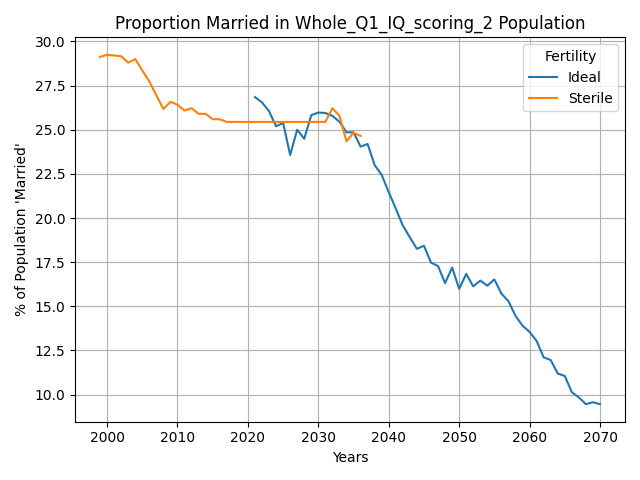 Proportion Married in Whole_Q1_IQ_scoring_2 Population
30.0
27.5
25.0
22.5
20.0
17.5
15.0
12.5
10.0
% of Population 'Married'
Fertility
Ideal
Sterile
2000 2010 2020 2030 2040 2050 2060 2070
Years